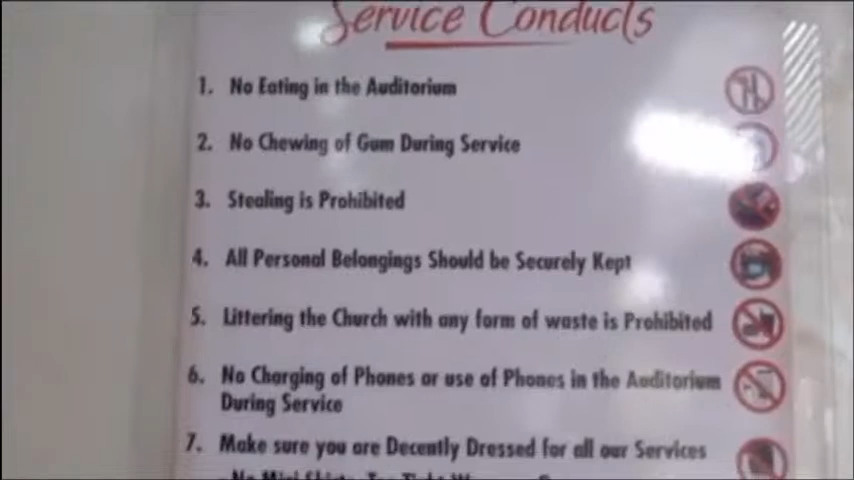 Service Conducts
1. No Eating in the Auditorium
2. No Chewing of Gum During Service
3. Stealing is Prohibited
4. All Personal Belongings Should be Securely Kept
5. Littering the Church with any form of waste is Prohibited
6. No Charging of Phones or use of Phones in the Auditorium
During Service
7. Make sure you are Decently Dressed for all our Services
No Mini Skirts